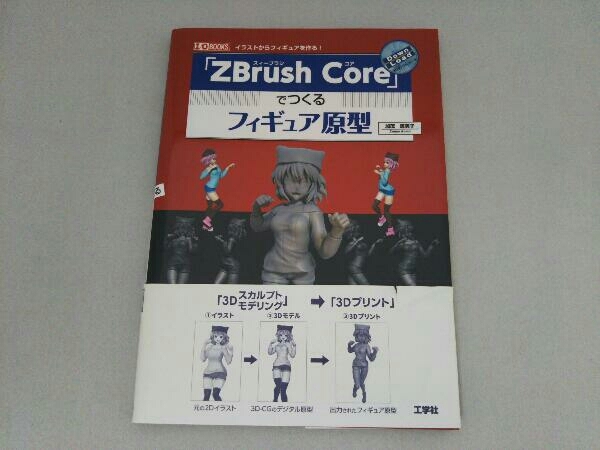 I/O BOOKS
イラストからフィギュアを作る!
Down Load
ズィーブラシ コア
「ZBrush Core」
でつくる
フィギュア原型
る
「3Dスカルプト
モデリング」
「3Dプリント」
①イラスト
②3Dモデル
③3Dプリント
元の2Dイラスト
3D-CGのデジタル原型
出力されたフィギュア原型
工学社